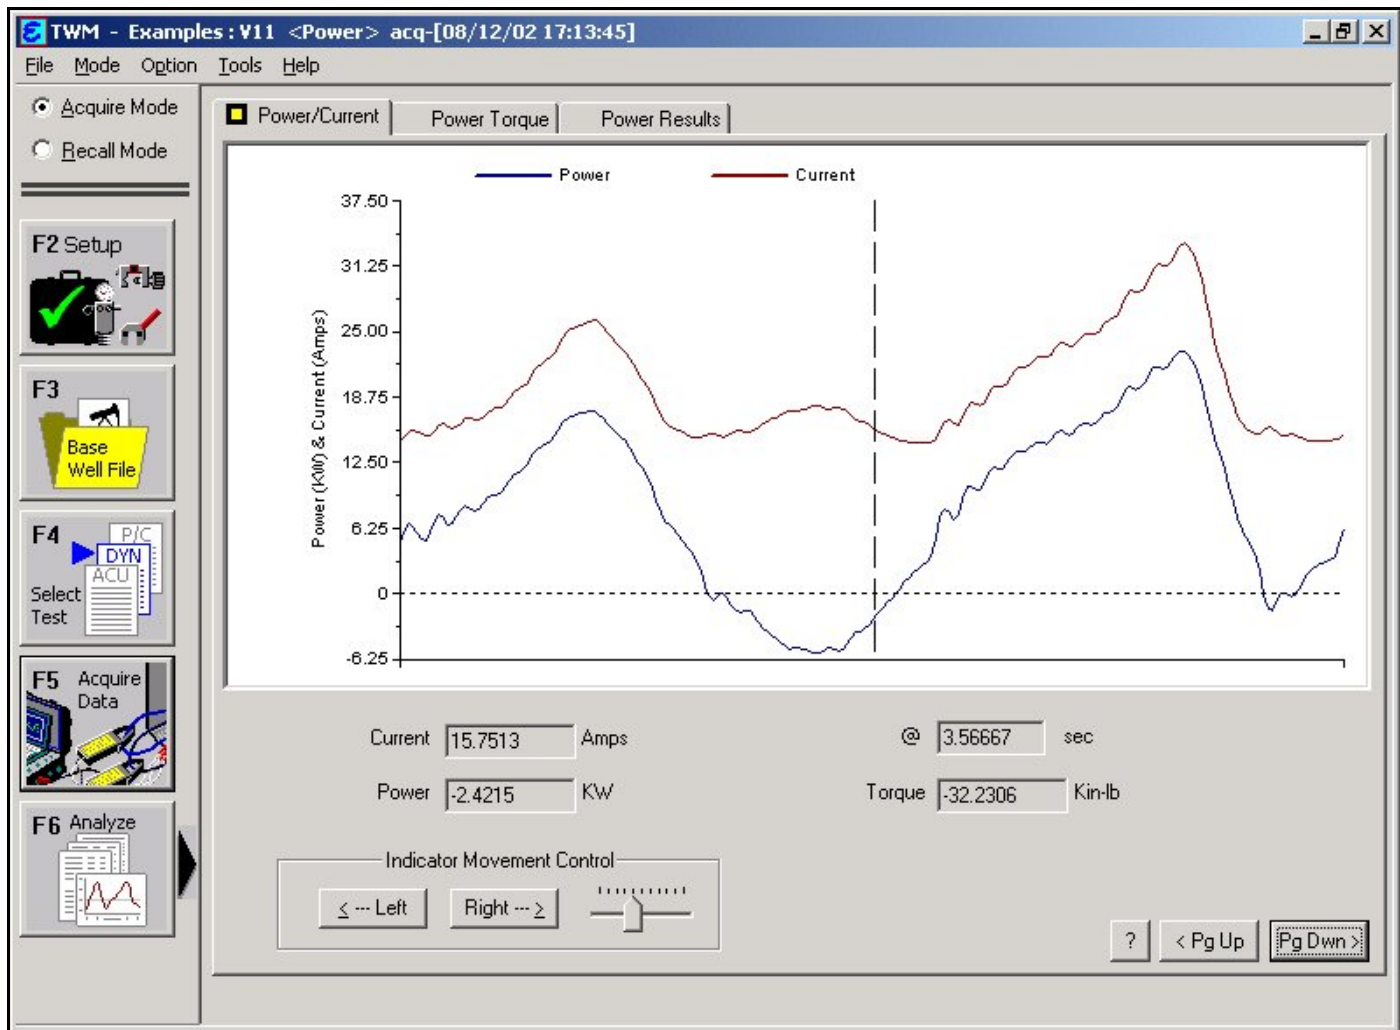 TWM - Examples : V11 <Power> acq-[08/12/02 17:13:45]
File Mode Option Tools Help
Acquire Mode
Recall Mode
F2 Setup
F3
Base
Well File
F4
P/C
DYN
ACU
Select
Test
F5 Acquire
Data
F6 Analyze
Power/Current Power Torque Power Results
Power Current
Power (KW) & Current (Amps)
37.50
31.25
25.00
18.75
12.50
6.25
0
-6.25
Current 15.7513 Amps @ 3.56667 sec
Power -2.4215 KW Torque -32.2306 Kin-lb
Indicator Movement Control
< --- Left Right --- >
? < Pg Up Pg Dwn >